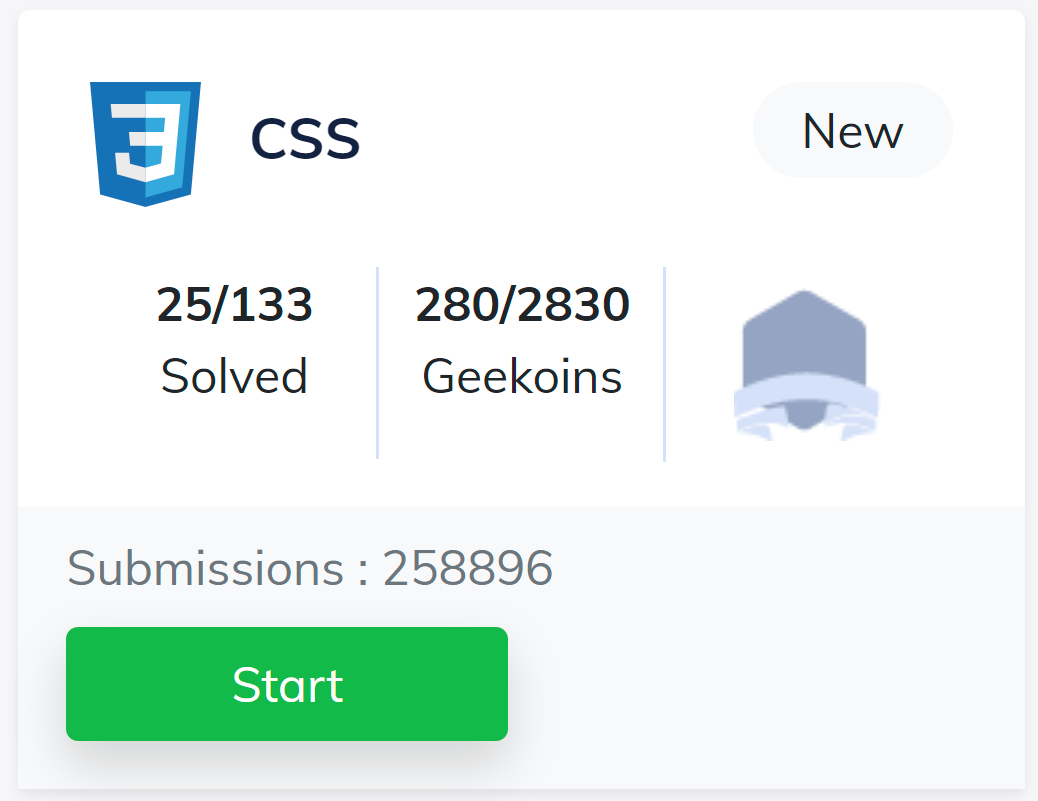 CSS
New
25/133
Solved
280/2830
Geekoins
Submissions : 258896
Start